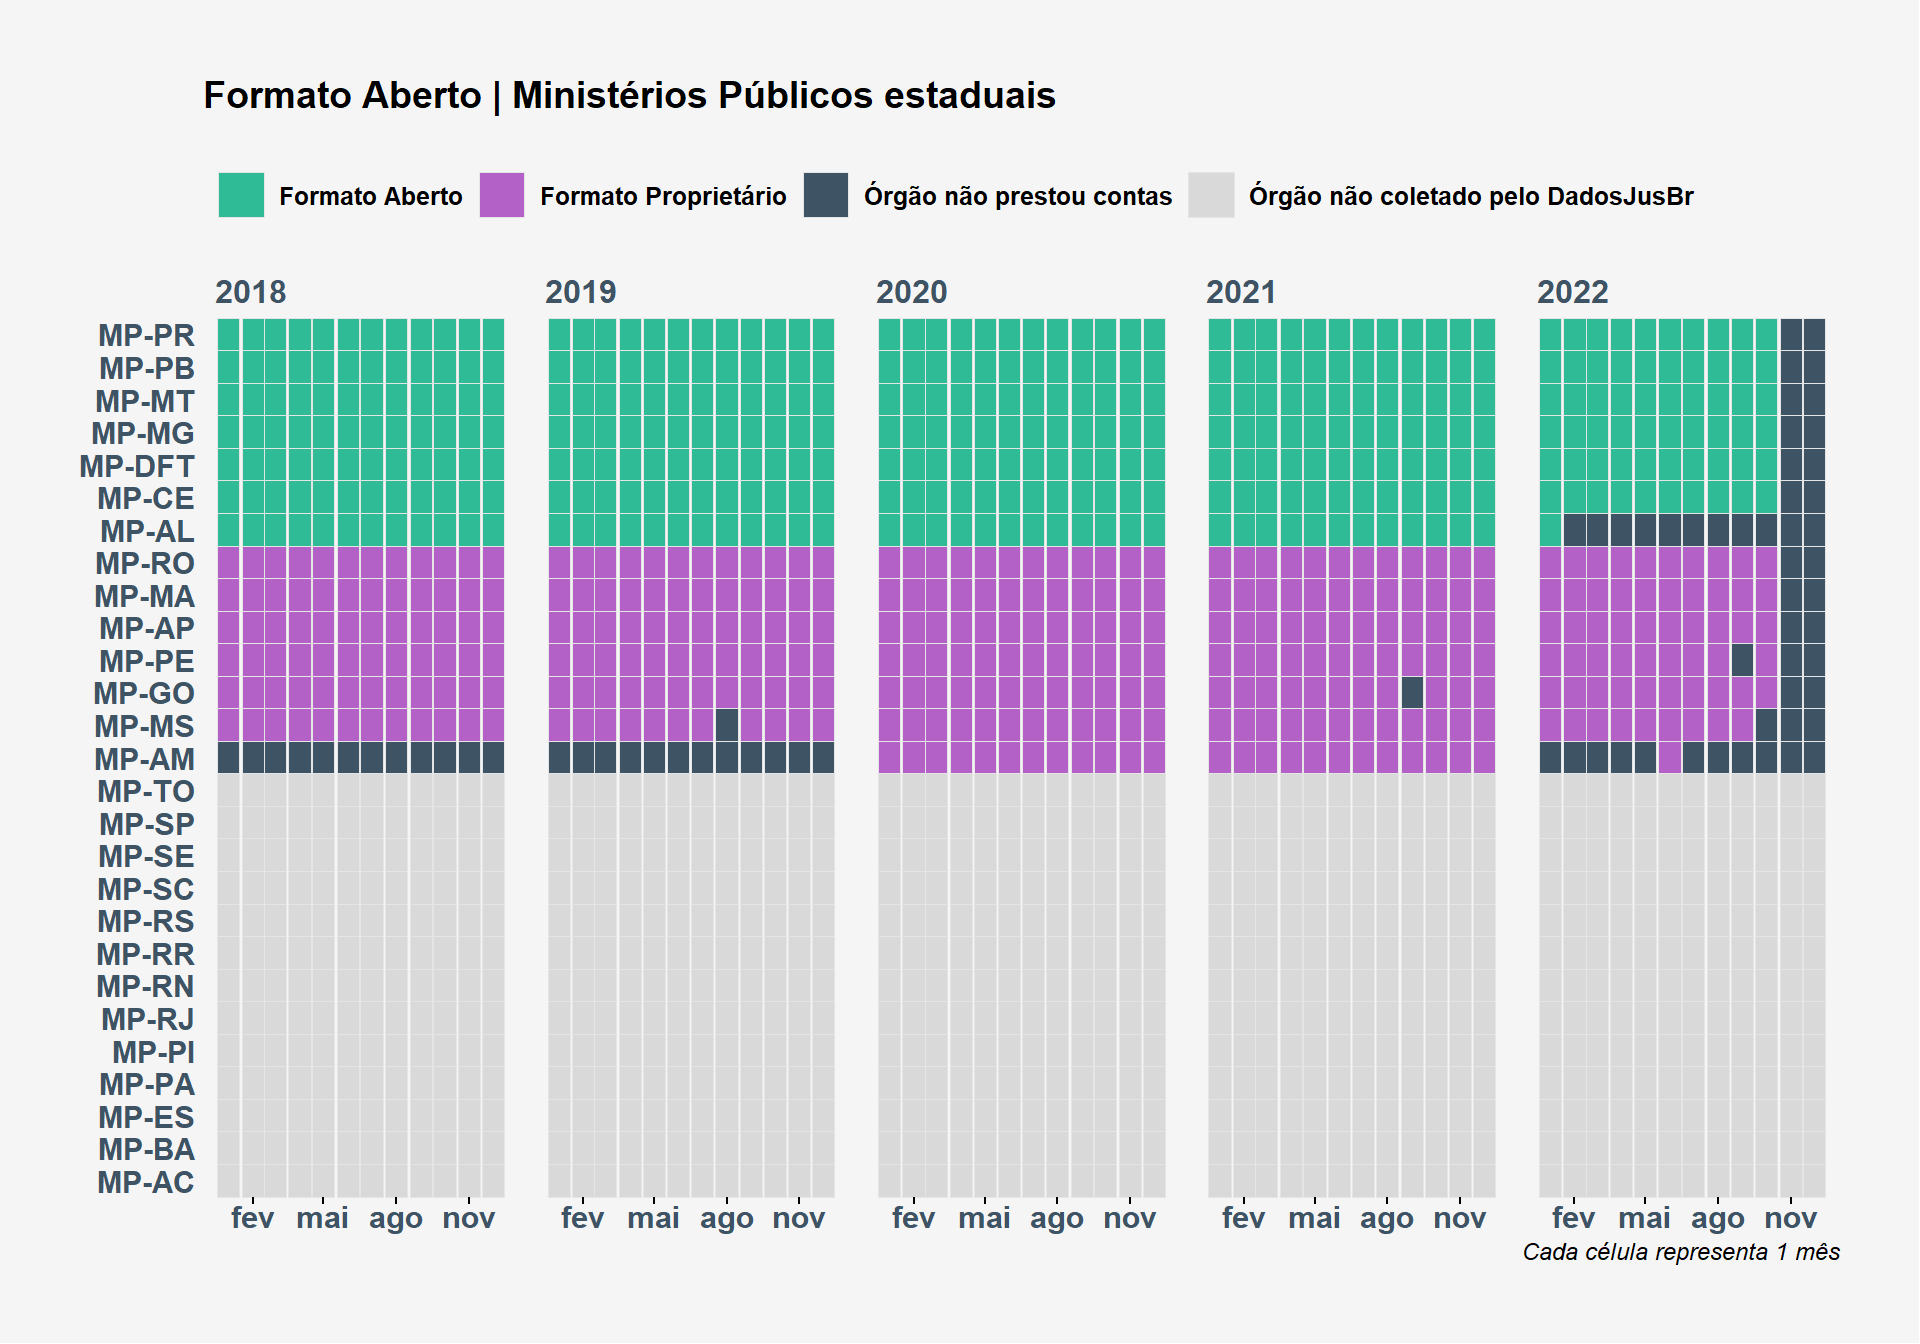 Formato Aberto | Ministérios Públicos estaduais
Formato Aberto Formato Proprietário Órgão não prestou contas Órgão não coletado pelo DadosJusBr
2018 2019 2020 2021 2022
MP-PR
MP-PB
MP-MT
MP-MG
MP-DFT
MP-CE
MP-AL
MP-RO
MP-MA
MP-AP
MP-PE
MP-GO
MP-MS
MP-AM
MP-TO
MP-SP
MP-SE
MP-SC
MP-RS
MP-RR
MP-RN
MP-RJ
MP-PI
MP-PA
MP-ES
MP-BA
MP-AC
fev mai ago nov fev mai ago nov fev mai ago nov fev mai ago nov fev mai ago nov
Cada célula representa 1 mês